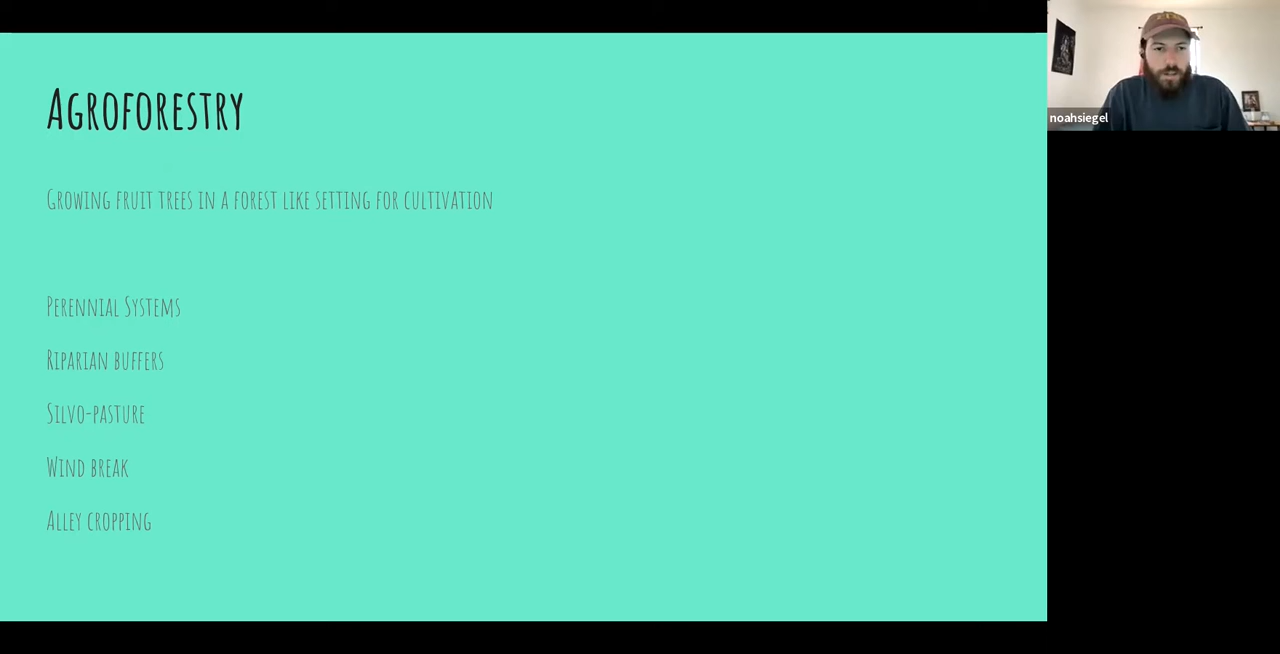 AGROFORESTRY
GROWING FRUIT TREES IN A FOREST LIKE SETTING FOR CULTIVATION
PERENNIAL SYSTEMS
RIPARIAN BUFFERS
SILVO-PASTURE
WIND BREAK
ALLEY CROPPING
noahsiegel